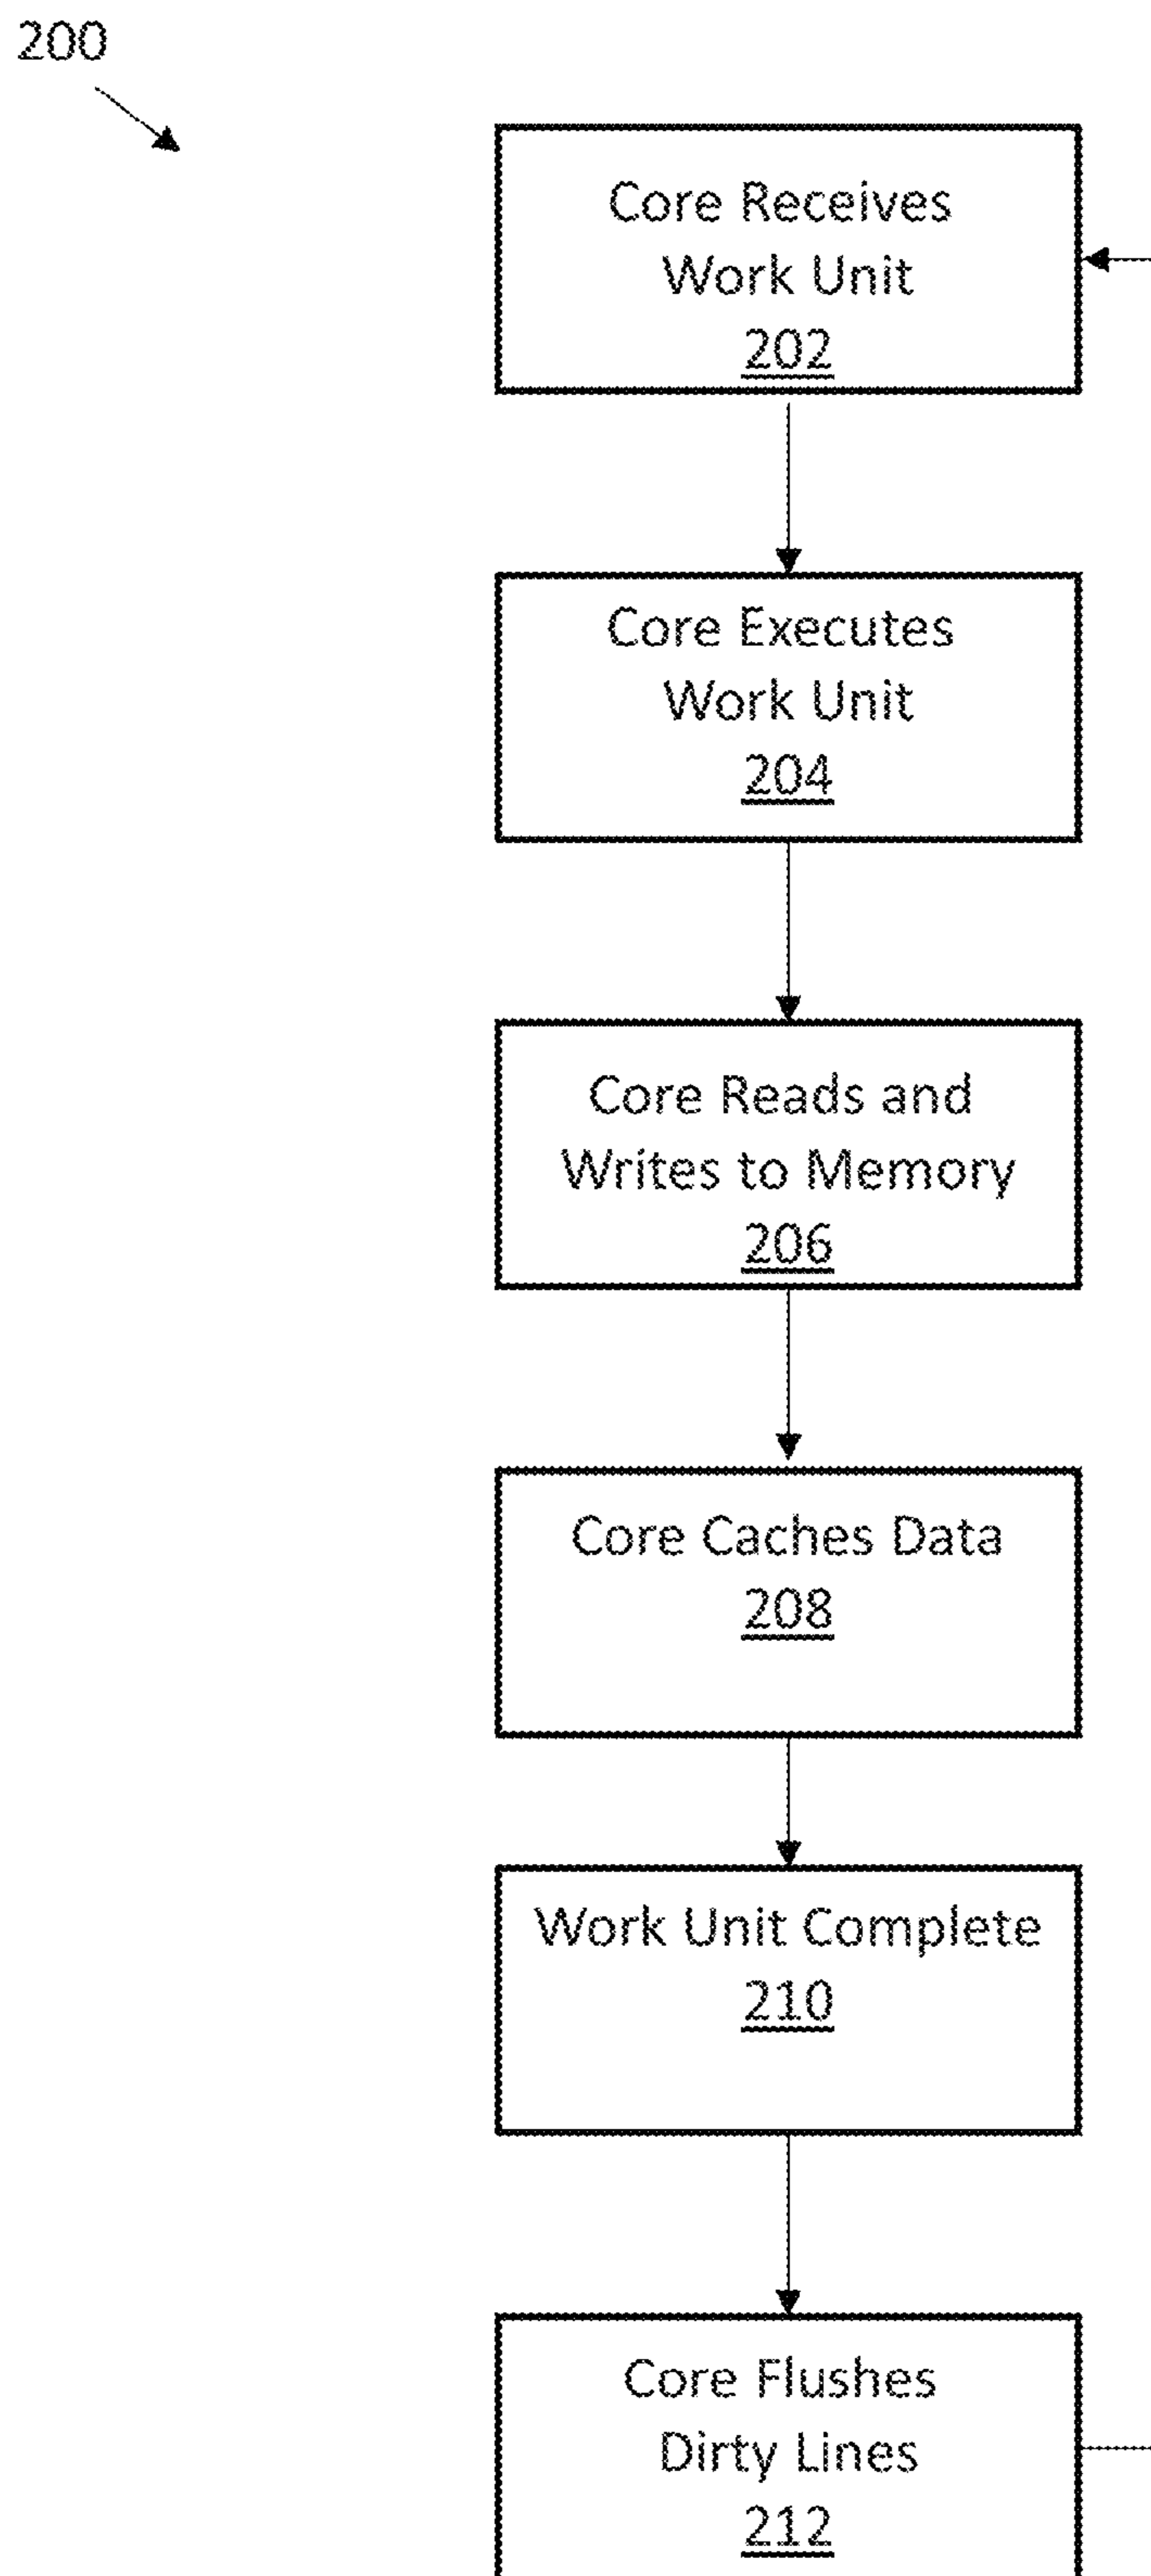 200
Core Receives
Work Unit
202
Core Executes
Work Unit
204
Core Reads and
Writes to Memory
206
Core Caches Data
208
Work Unit Complete
210
Core Flushes
Dirty Lines
212